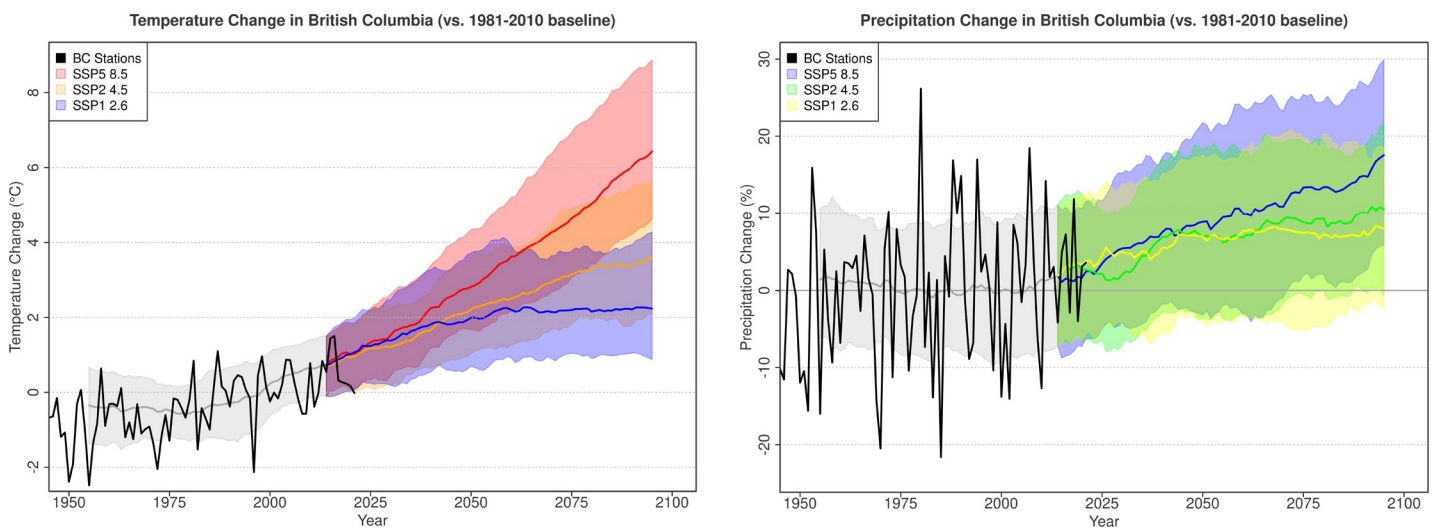 Temperature Change in British Columbia (vs. 1981-2010 baseline)
BC Stations
SSP5 8.5
SSP2 4.5
SSP1 2.6
Temperature Change (°C)
8
6
4
2
0
-2
1950 1975 2000 2025 2050 2075 2100
Year
Precipitation Change in British Columbia (vs. 1981-2010 baseline)
BC Stations
SSP5 8.5
SSP2 4.5
SSP1 2.6
Precipitation Change (%)
30
20
10
0
-10
-20
1950 1975 2000 2025 2050 2075 2100
Year